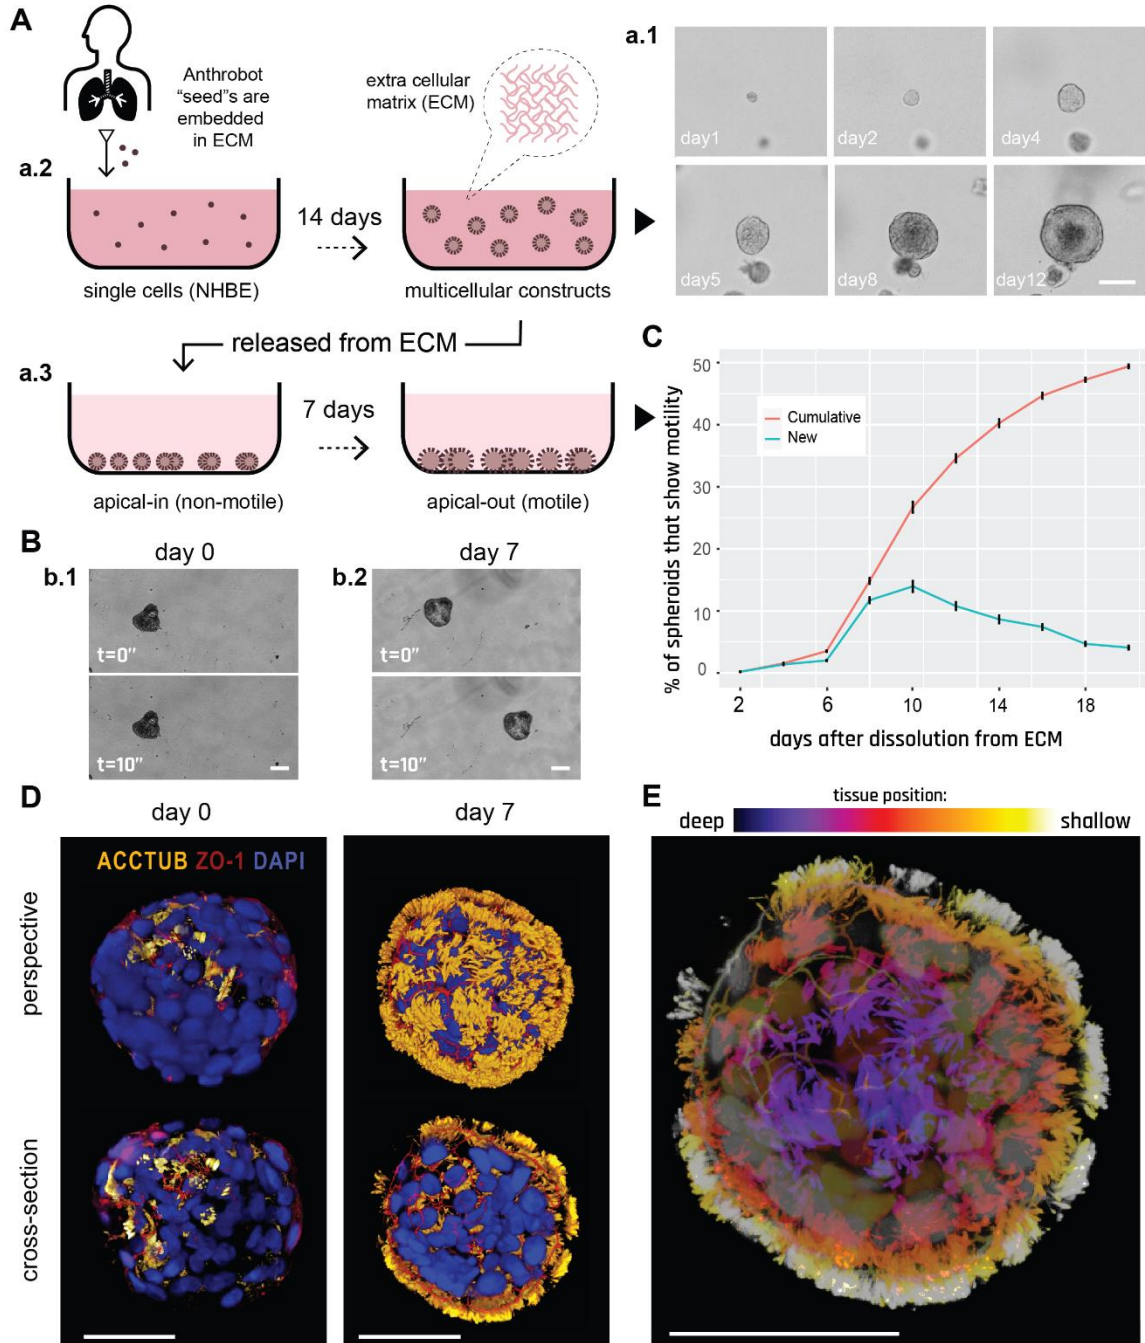 A
Anthrobot
"seed"s are
embedded
in ECM
extra cellular
matrix (ECM)
a.1
day1
day2
day4
day5
day8
day12
a.2
14 days
single cells (NHBE)
multicellular constructs
released from ECM
a.3
7 days
apical-in (non-motile)
apical-out (motile)
B
day 0
day 7
b.1
t=0"
t=10"
b.2
t=0"
t=10"
C
% of spheroids that show motility
50
40
30
20
10
0
Cumulative
New
2
6
10
14
18
days after dissolution from ECM
D
day 0
day 7
ACCTUB ZO-1 DAPI
perspective
cross-section
E
tissue position:
deep
shallow